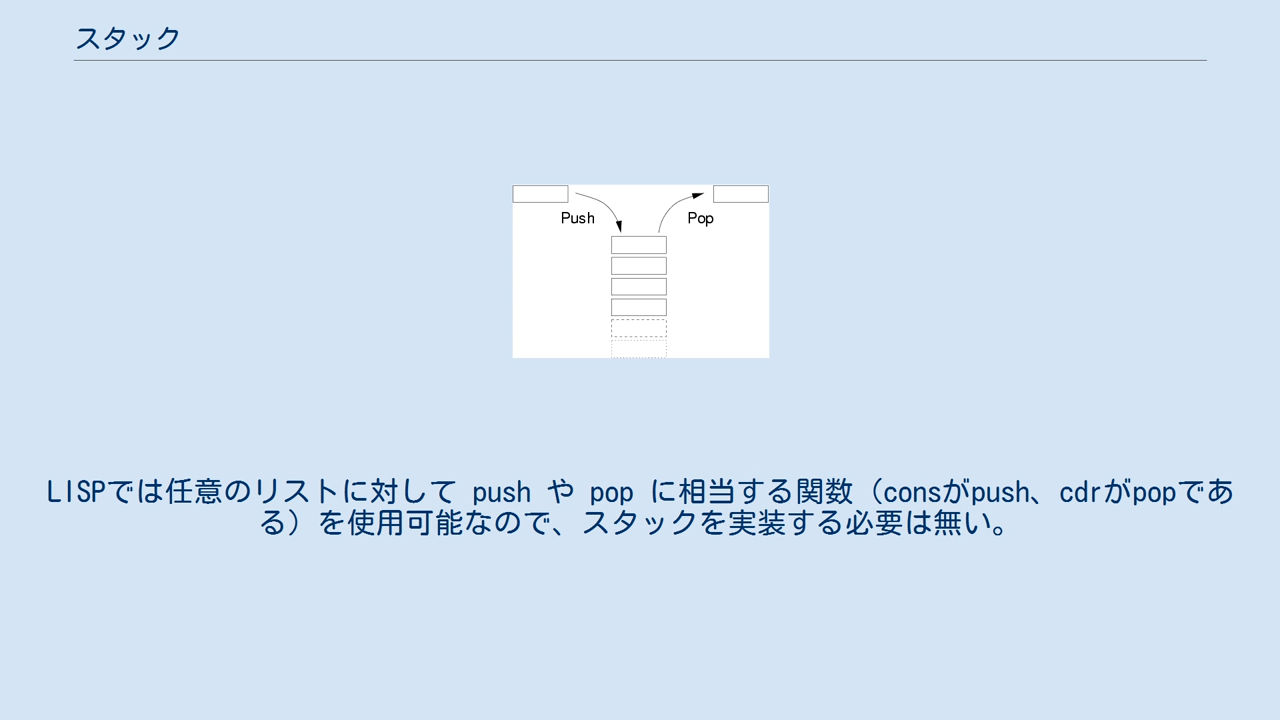 スタック
Push
Pop
LISPでは任意のリストに対して push や pop に相当する関数（consがpush、cdrがpopであ
る）を使用可能なので、スタックを実装する必要は無い。